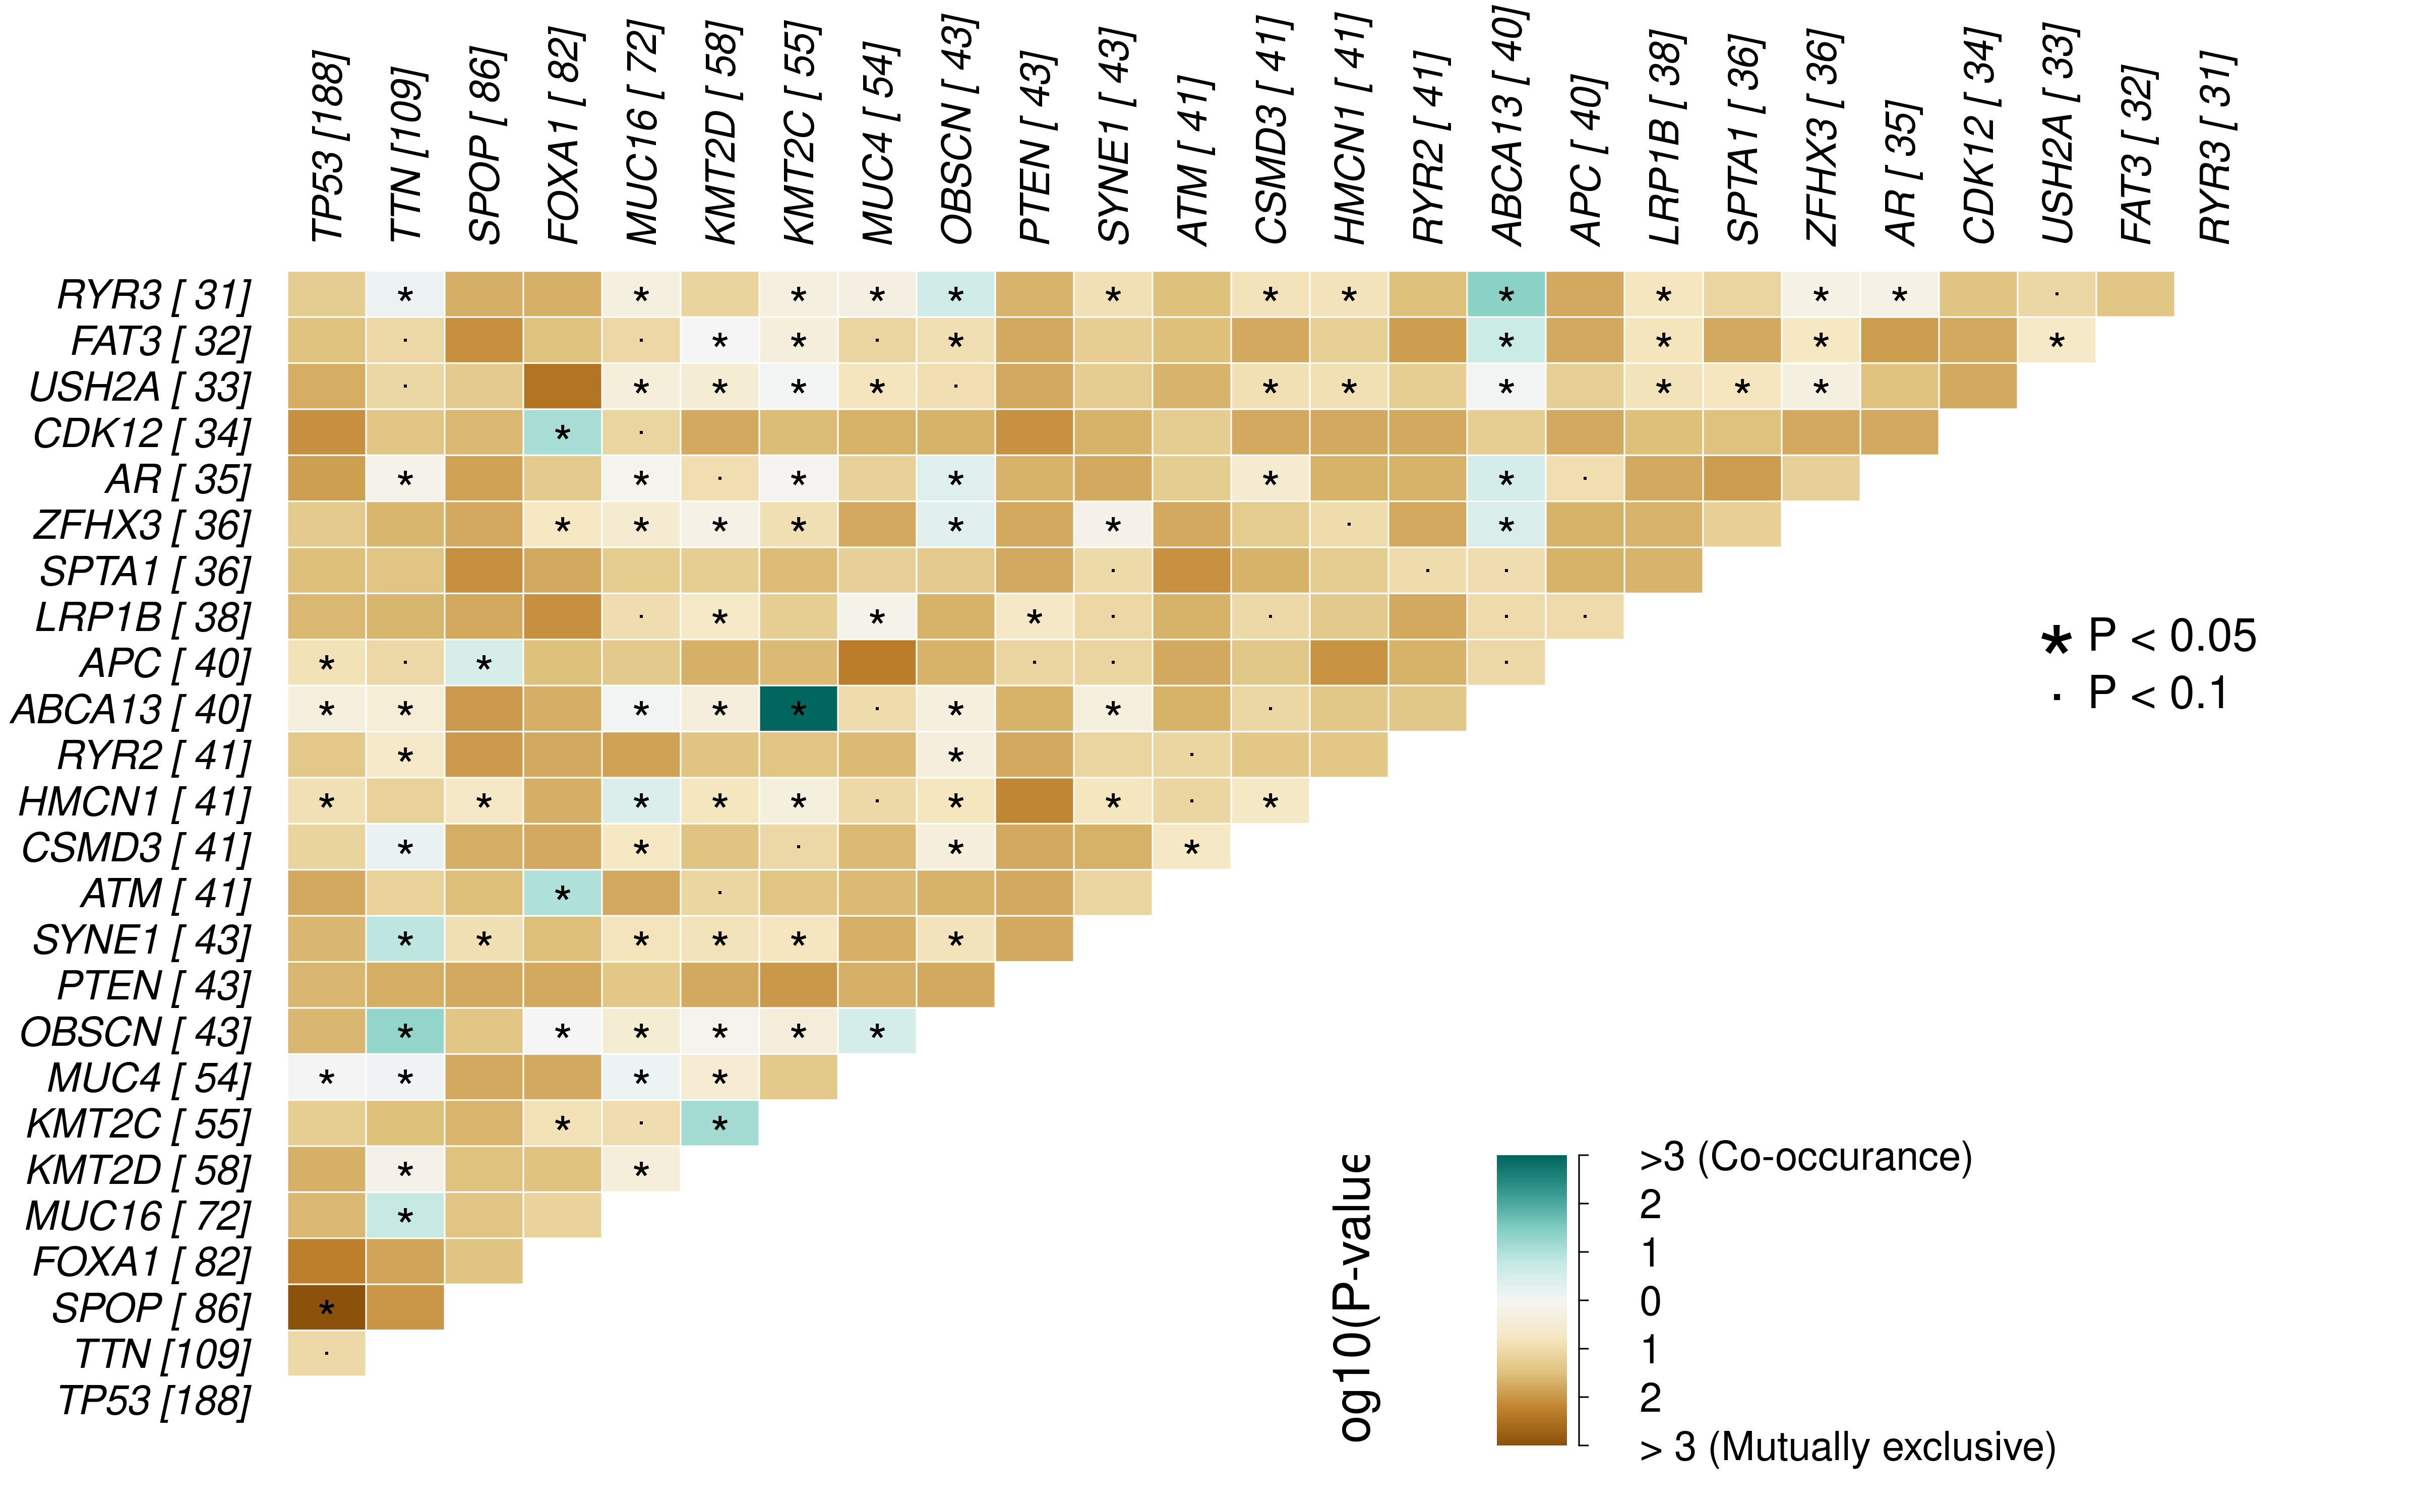 TP53 [188]
TTN [109]
SPOP [ 86]
FOXA1 [ 82]
MUC16 [ 72]
KMT2D [ 58]
KMT2C [ 55]
MUC4 [ 54]
OBSCN [ 43]
PTEN [ 43]
SYNE1 [ 43]
ATM [ 41]
CSMD3 [ 41]
HMCN1 [ 41]
RYR2 [ 41]
ABCA13 [ 40]
APC [ 40]
LRP1B [ 38]
SPTA1 [ 36]
ZFHX3 [ 36]
AR [ 35]
CDK12 [ 34]
USH2A [ 33]
FAT3 [ 32]
RYR3 [ 31]
RYR3 [ 31]
FAT3 [ 32]
USH2A [ 33]
CDK12 [ 34]
AR [ 35]
ZFHX3 [ 36]
SPTA1 [ 36]
LRP1B [ 38]
APC [ 40]
ABCA13 [ 40]
RYR2 [ 41]
HMCN1 [ 41]
CSMD3 [ 41]
ATM [ 41]
SYNE1 [ 43]
PTEN [ 43]
OBSCN [ 43]
MUC4 [ 54]
KMT2C [ 55]
KMT2D [ 58]
MUC16 [ 72]
FOXA1 [ 82]
SPOP [ 86]
TTN [109]
TP53 [188]
* P < 0.05
· P < 0.1
og10(P-value
>3 (Co-occurance)
2
1
0
1
2
> 3 (Mutually exclusive)